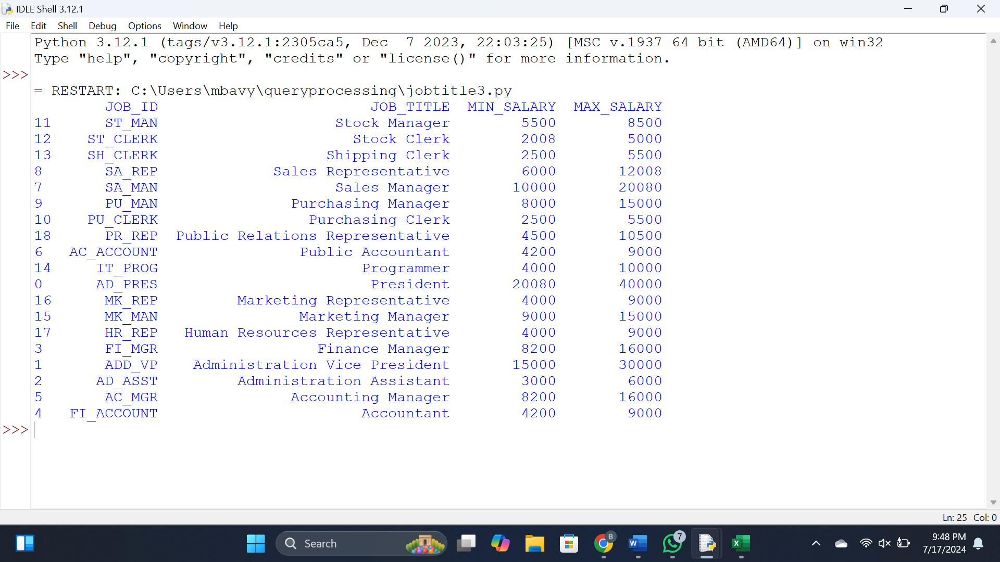 IDLE Shell 3.12.1
File Edit Shell Debug Options Window Help
Python 3.12.1 (tags/v3.12.1:2305ca5, Dec  7 2023, 22:03:25) [MSC v.1937 64 bit (AMD64)] on win32
Type "help", "copyright", "credits" or "license()" for more information.
>>>
= RESTART: C:\Users\mbavy\queryprocessing\jobtitle3.py
JOB_ID JOB_TITLE MIN_SALARY MAX_SALARY
11 ST_MAN Stock Manager 5500 8500
12 ST_CLERK Stock Clerk 2008 5000
13 SH_CLERK Shipping Clerk 2500 5500
8 SA_REP Sales Representative 6000 12008
7 SA_MAN Sales Manager 10000 20080
9 PU_MAN Purchasing Manager 8000 15000
10 PU_CLERK Purchasing Clerk 2500 5500
18 PR_REP Public Relations Representative 4500 10500
6 AC_ACCOUNT Public Accountant 4200 9000
14 IT_PROG Programmer 4000 10000
0 AD_PRES President 20080 40000
16 MK_REP Marketing Representative 4000 9000
15 MK_MAN Marketing Manager 9000 15000
17 HR_REP Human Resources Representative 4000 9000
3 FI_MGR Finance Manager 8200 16000
1 ADD_VP Administration Vice President 15000 30000
2 AD_ASST Administration Assistant 3000 6000
5 AC_MGR Accounting Manager 8200 16000
4 FI_ACCOUNT Accountant 4200 9000
>>>
Ln: 25 Col: 0
Search
B
W
7
X
9:48 PM
7/17/2024